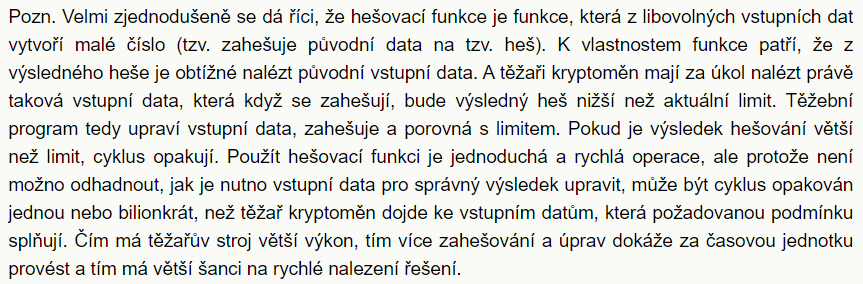 Pozn. Velmi zjednodušeně se dá říci, že hešovací funkce je funkce, která z libovolných vstupních dat
vytvoří malé číslo (tzv. zahešuje původní data na tzv. heš). K vlastnostem funkce patří, že z
výsledného heše je obtížné nalézt původní vstupní data. A těžaři kryptoměn mají za úkol nalézt právě
taková vstupní data, která když se zahešují, bude výsledný heš nižší než aktuální limit. Těžební
program tedy upraví vstupní data, zahešuje a porovná s limitem. Pokud je výsledek hešování větší
než limit, cyklus opakují. Použít hešovací funkci je jednoduchá a rychlá operace, ale protože není
možno odhadnout, jak je nutno vstupní data pro správný výsledek upravit, může být cyklus opakován
jednou nebo bilionkrát, než těžař kryptoměn dojde ke vstupním datům, která požadovanou podmínku
splňují. Čím má těžařův stroj větší výkon, tím více zahešování a úprav dokáže za časovou jednotku
provést a tím má větší šanci na rychlé nalezení řešení.